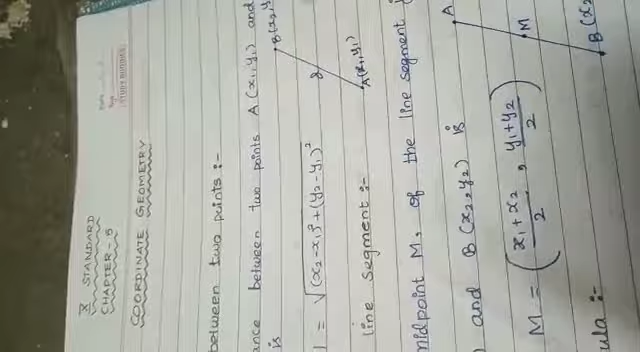 X STANDARD
CHAPTER - 5
COORDINATE GEOMETRY
between two points :-
ance between two points A(x₁,y₁) and
is
B(x₂,y
d
A(x₁,y₁)
= √(x₂-x₁)²+(y₂-y₁)²
line segment :-
midpoint M, of the line segment
A
M
B(x₂
) and B(x₂,y₂) is
M = (x₁+x₂/2 , y₁+y₂/2)
ula :-